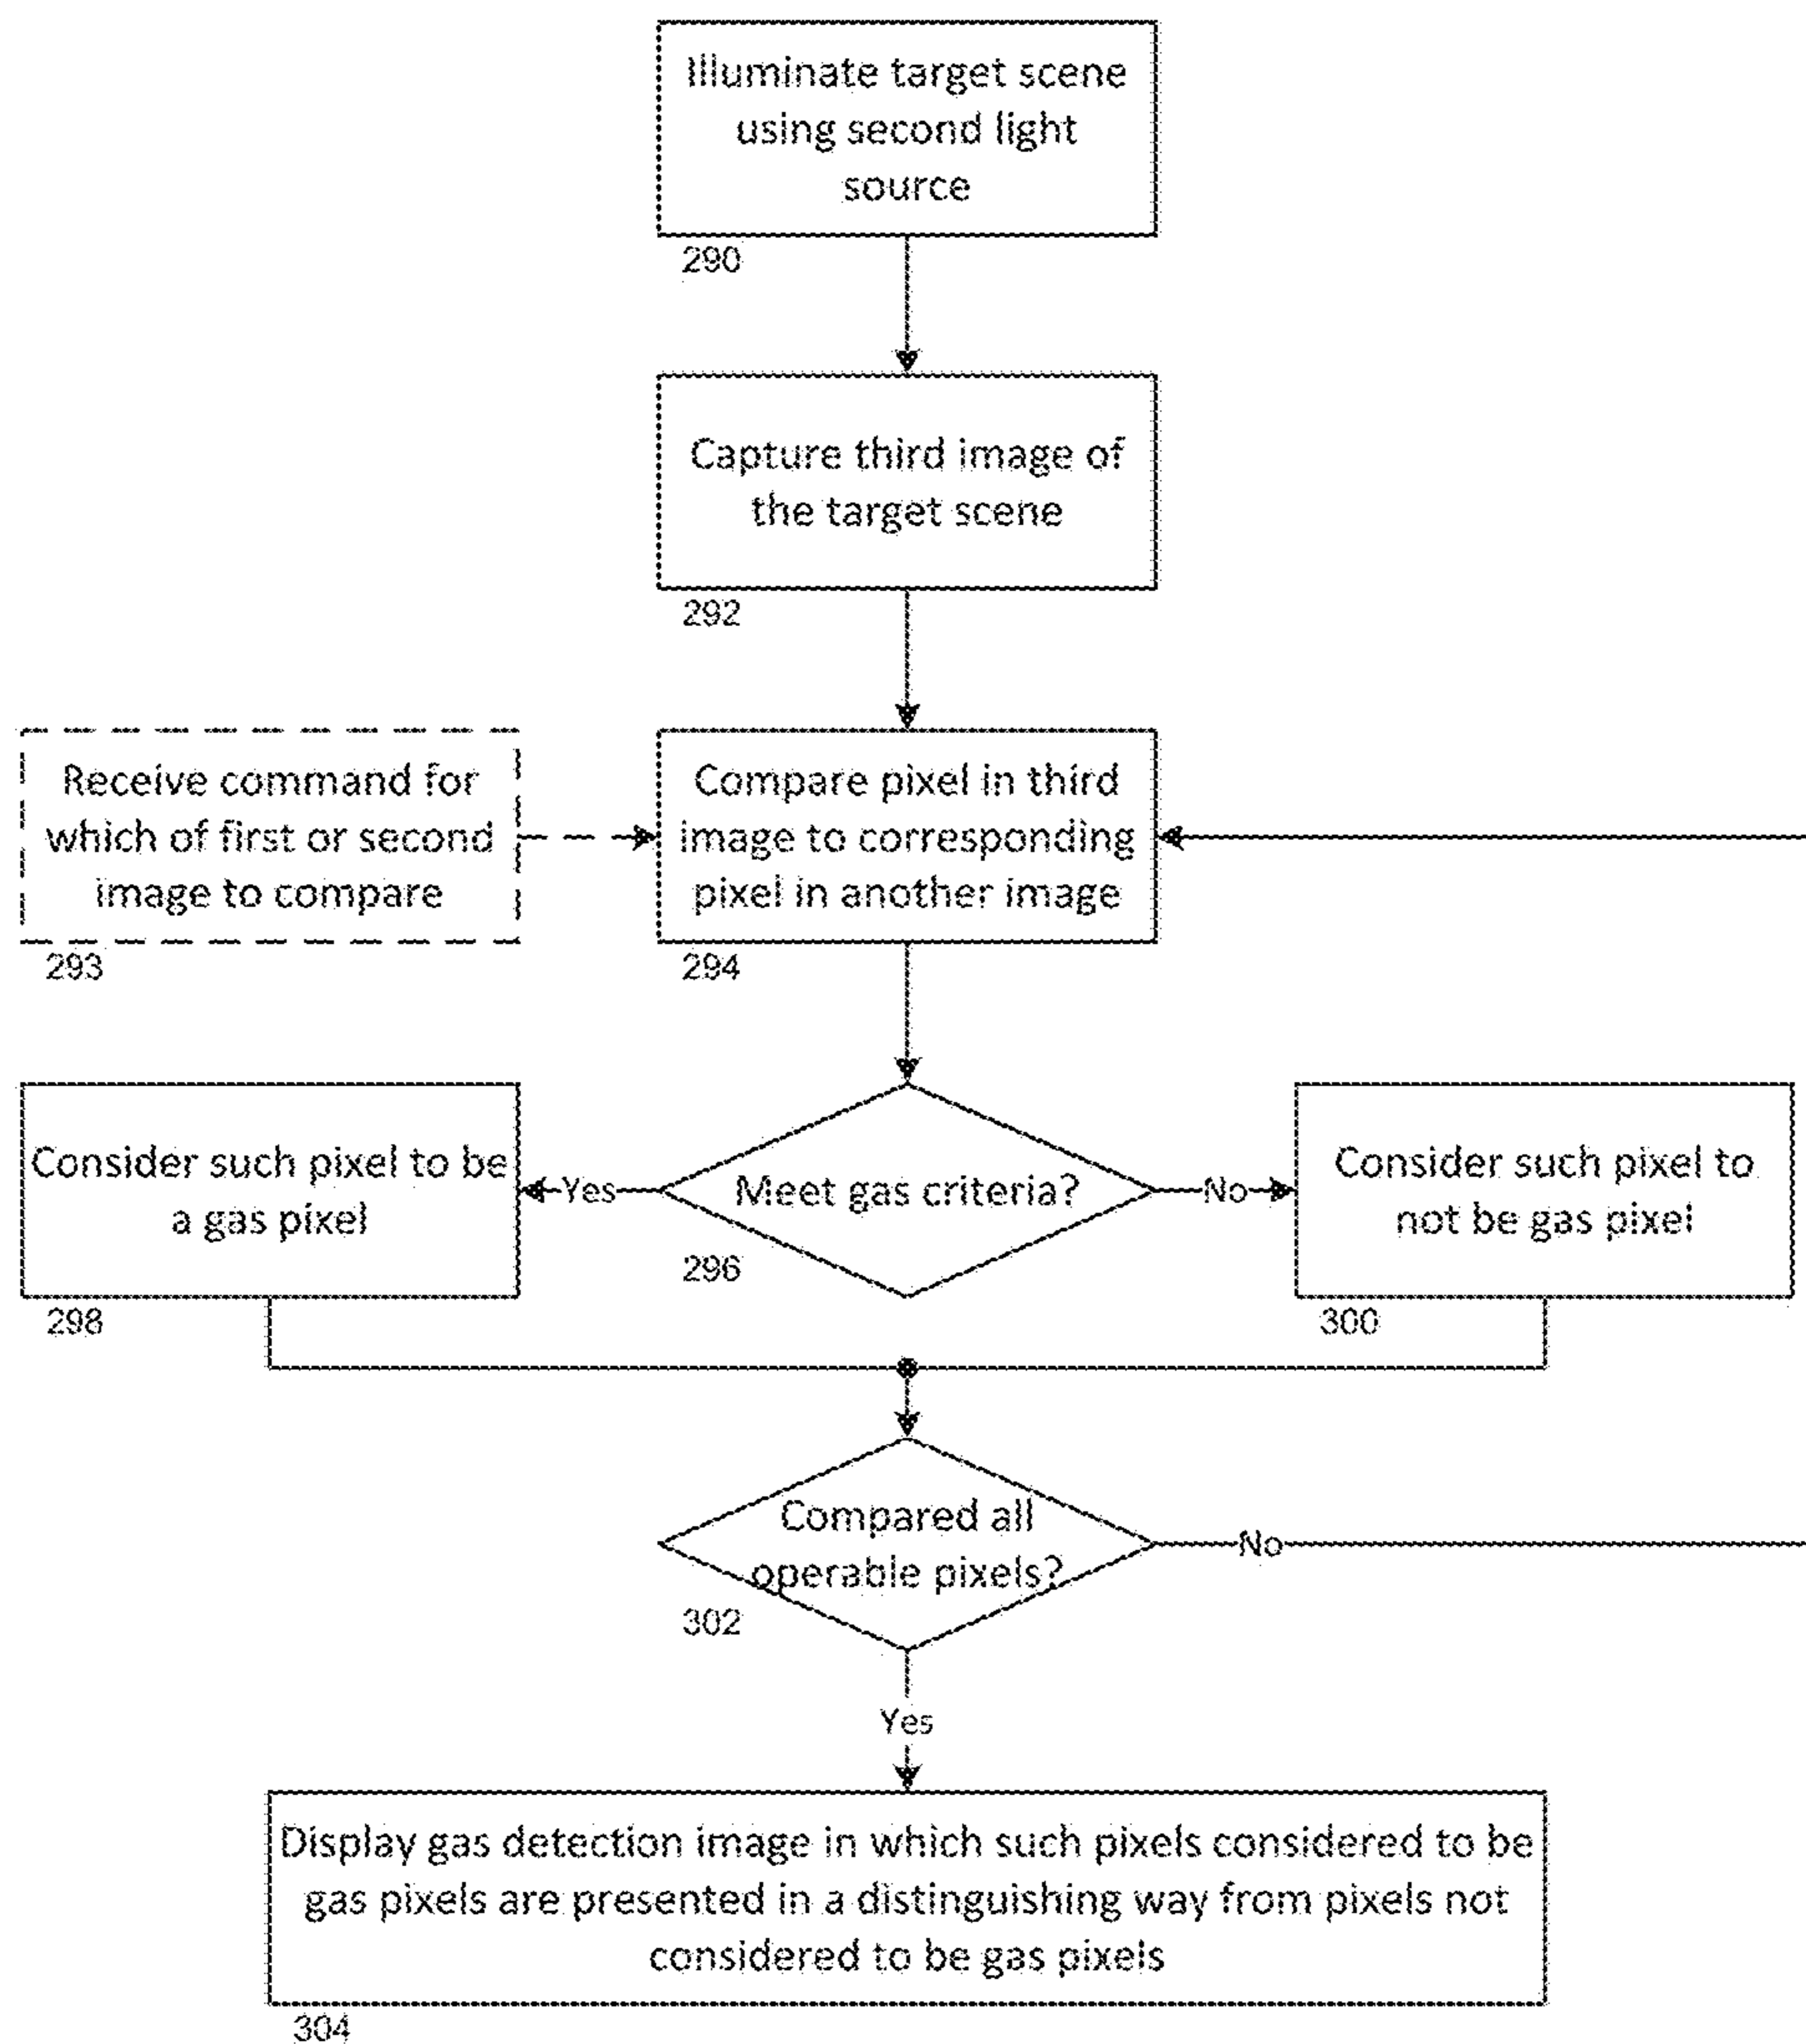 Illuminate target scene
using second light
source
290
Capture third image of
the target scene
292
Receive command for
which of first or second
image to compare
293
Compare pixel in third
image to corresponding
pixel in another image
294
Consider such pixel to be
a gas pixel
298
Yes
Meet gas criteria?
296
No
Consider such pixel to
not be gas pixel
300
Compared all
operable pixels?
302
No
Yes
Display gas detection image in which such pixels considered to be
gas pixels are presented in a distinguishing way from pixels not
considered to be gas pixels
304